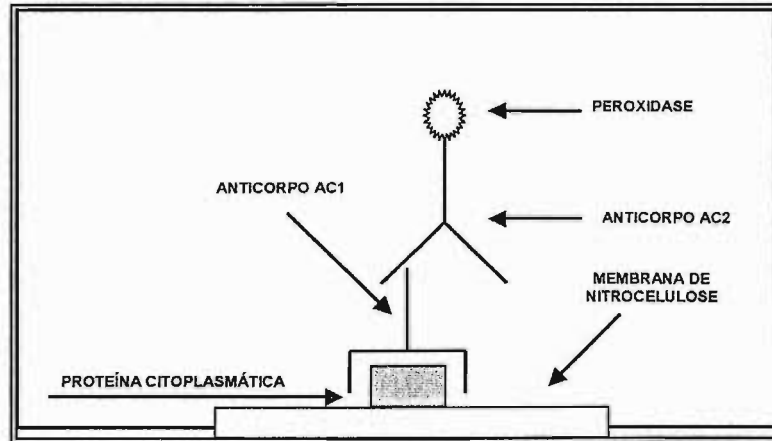 PEROXIDASE
ANTICORPO AC1
ANTICORPO AC2
MEMBRANA DE
NITROCELULOSE
PROTEÍNA CITOPLASMÁTICA